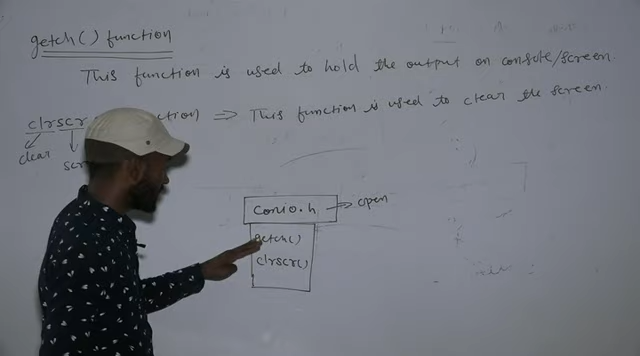 getch() function
This function is used to hold the output on console/screen.
clrscr function => This function is used to clear the screen.
clear
conio.h → open
getch()
clrscr()